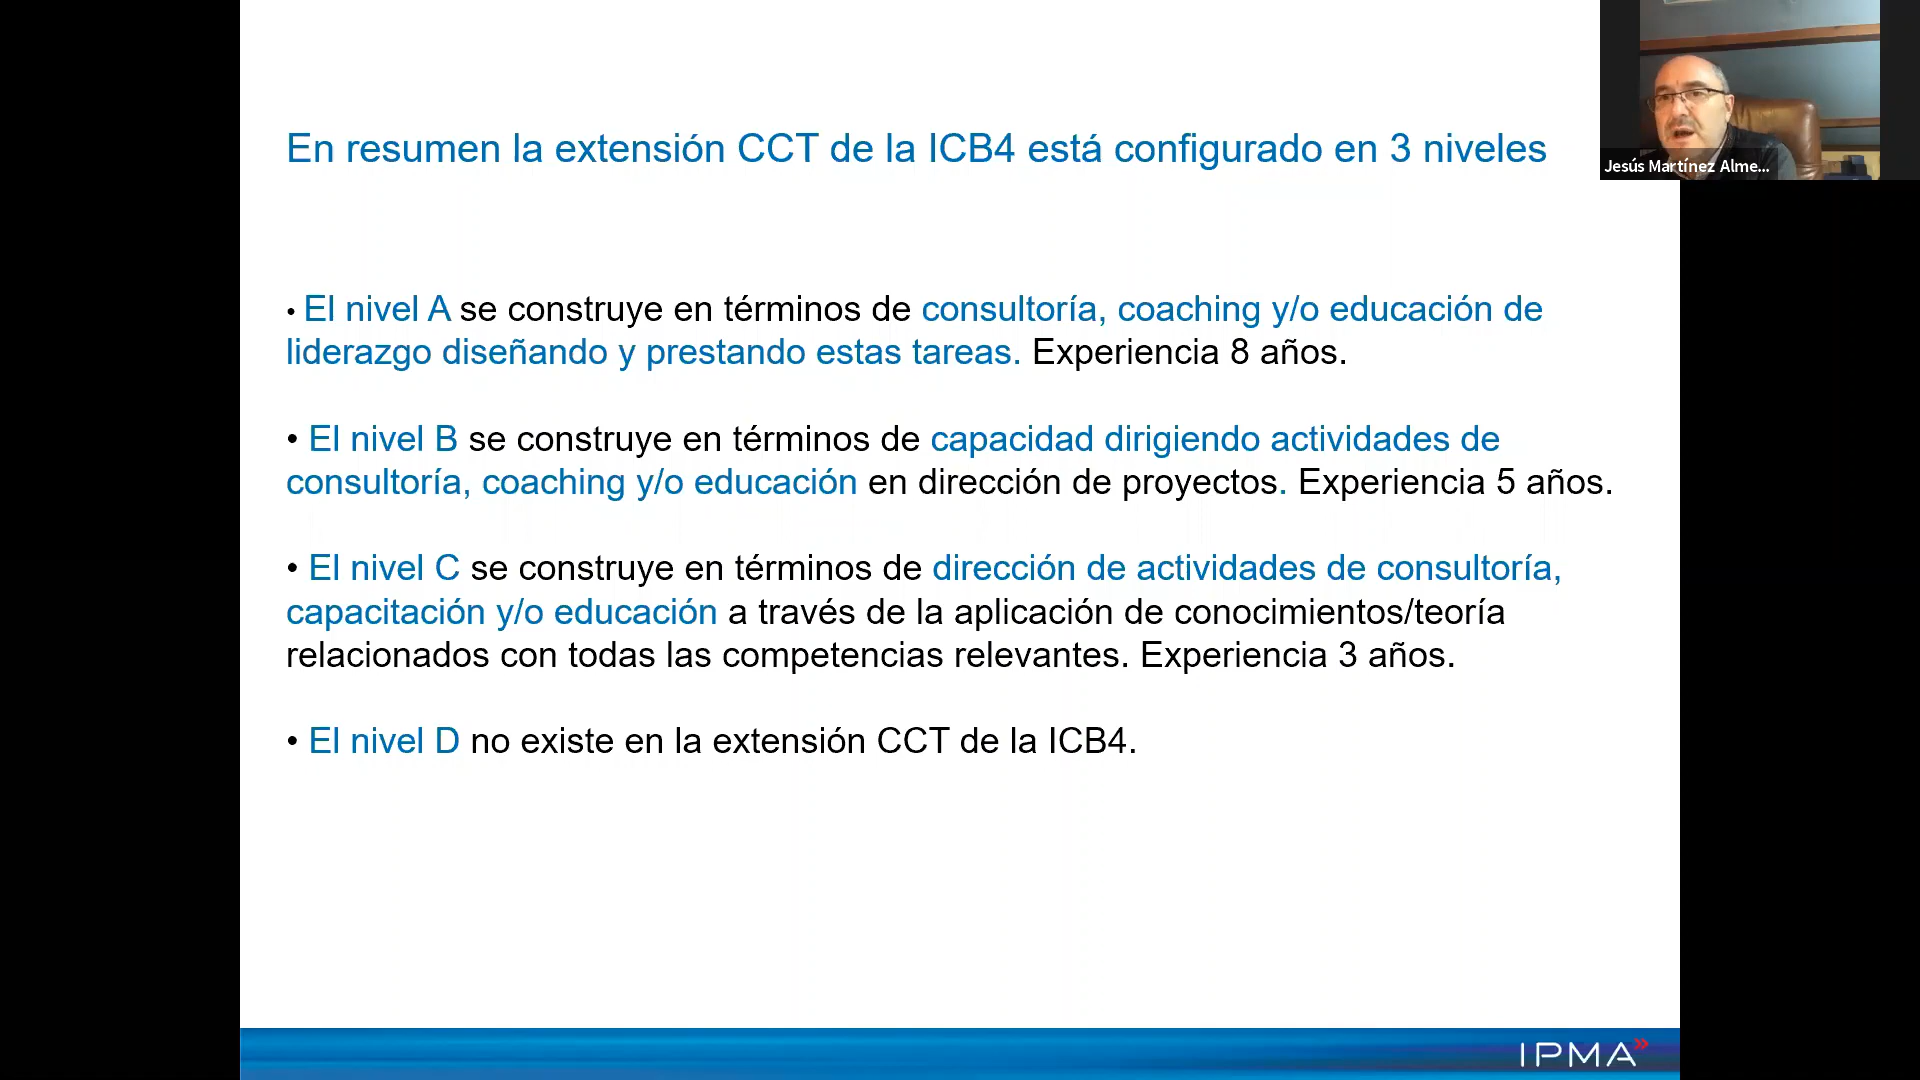 En resumen la extensión CCT de la ICB4 está configurado en 3 niveles
Jesús Martínez Alme...
• El nivel A se construye en términos de consultoría, coaching y/o educación de
liderazgo diseñando y prestando estas tareas. Experiencia 8 años.
• El nivel B se construye en términos de capacidad dirigiendo actividades de
consultoría, coaching y/o educación en dirección de proyectos. Experiencia 5 años.
• El nivel C se construye en términos de dirección de actividades de consultoría,
capacitación y/o educación a través de la aplicación de conocimientos/teoría
relacionados con todas las competencias relevantes. Experiencia 3 años.
• El nivel D no existe en la extensión CCT de la ICB4.
IPMA